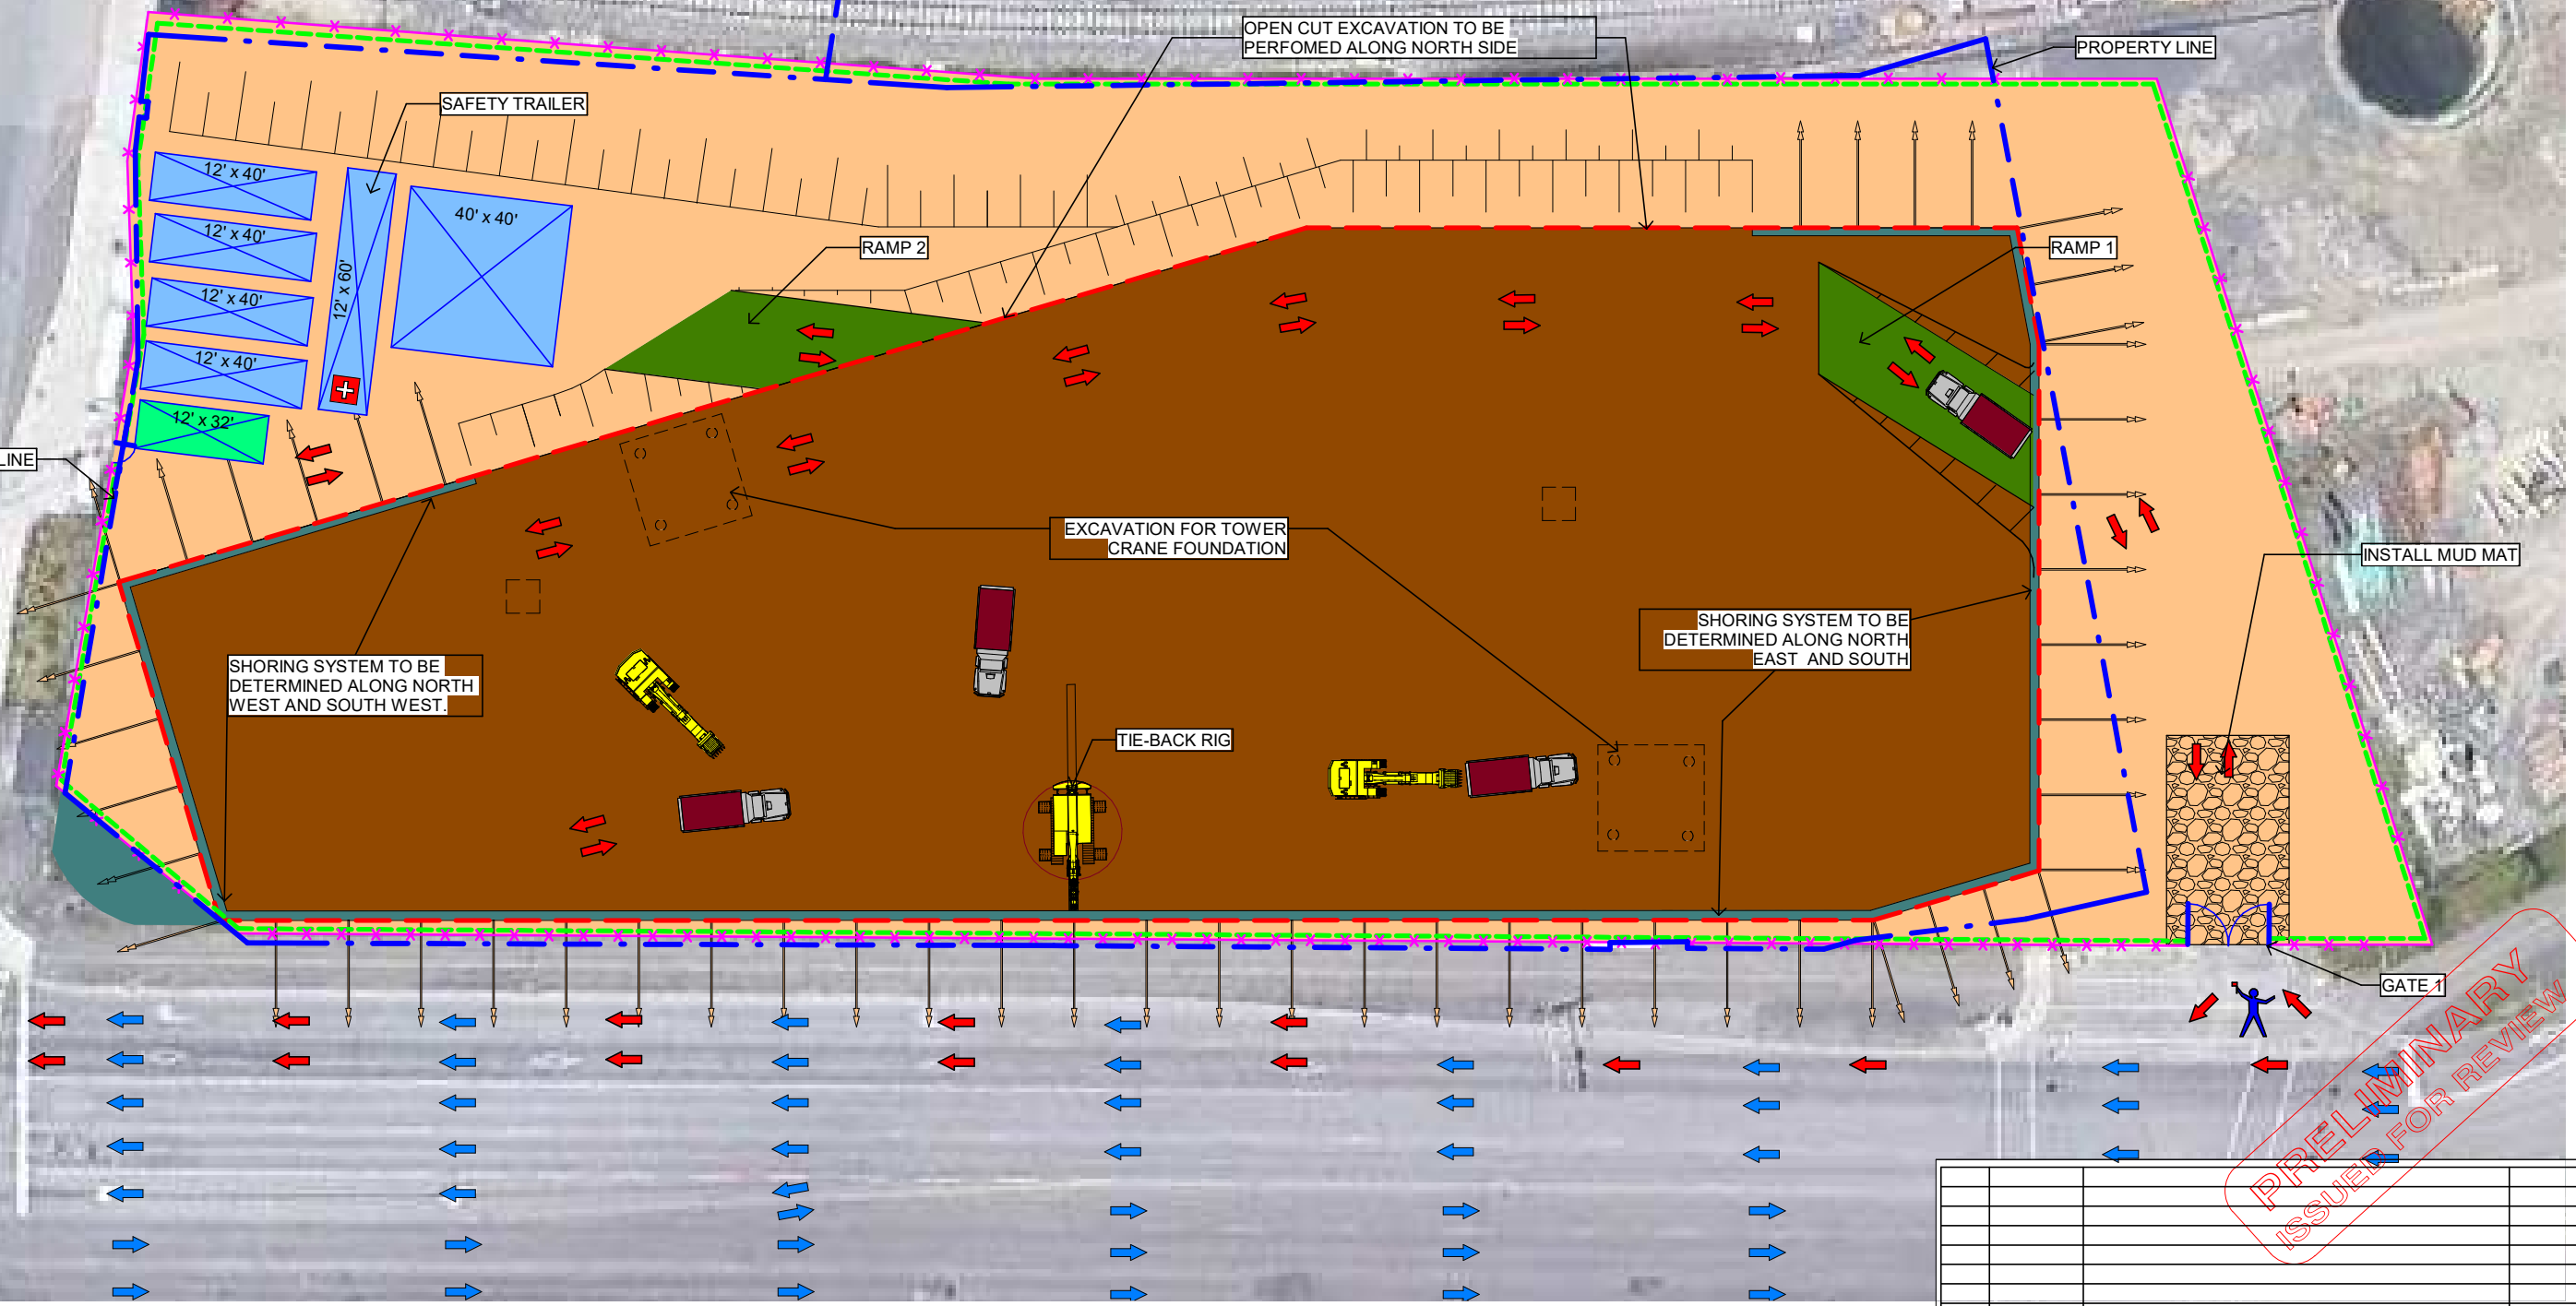 OPEN CUT EXCAVATION TO BE
PERFOMED ALONG NORTH SIDE
PROPERTY LINE
SAFETY TRAILER
12' x 40'
12' x 40'
12' x 40'
12' x 40'
12' x 60'
40' x 40'
12' x 32'
RAMP 2
RAMP 1
LINE
EXCAVATION FOR TOWER
CRANE FOUNDATION
INSTALL MUD MAT
SHORING SYSTEM TO BE
DETERMINED ALONG NORTH
WEST AND SOUTH WEST.
SHORING SYSTEM TO BE
DETERMINED ALONG NORTH
EAST AND SOUTH
TIE-BACK RIG
GATE 1
PRELIMINARY
ISSUED FOR REVIEW